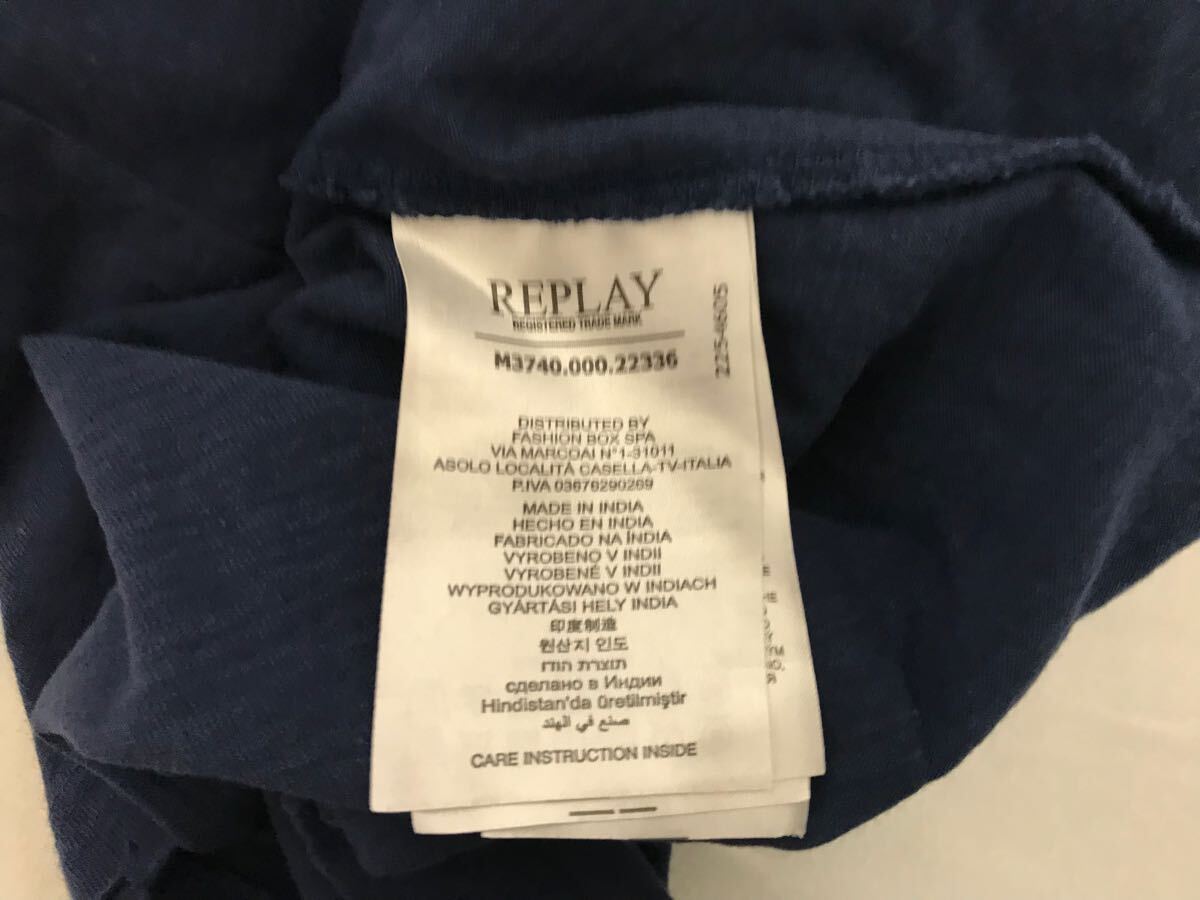 REPLAY
REGISTERED TRADE MARK
M3740.000.22336
225-4605
DISTRIBUTED BY
FASHION BOX SPA
VIA MARCOAI N°1-31011
ASOLO LOCALITÀ CASELLA-TV-ITALIA
P.IVA 03676290269
MADE IN INDIA
HECHO EN INDIA
FABRICADO NA ÍNDIA
VYROBENO V INDII
VYROBENÉ V INDII
WYPRODUKOWANO W INDIACH
GYÁRTÁSI HELY INDIA
印度制造
원산지 인도
תוצרת הודו
сделано в Индии
Hindistan'da üretilmiştir
صنع في الهند
CARE INSTRUCTION INSIDE